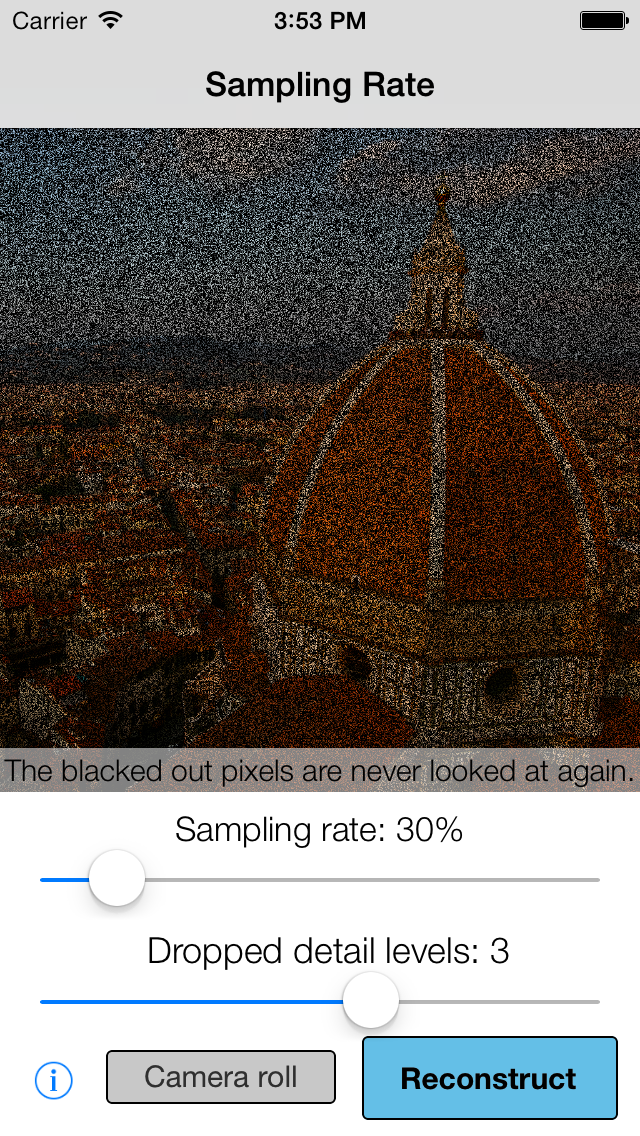 Carrier 3:53 PM
Sampling Rate
The blacked out pixels are never looked at again.
Sampling rate: 30%
Dropped detail levels: 3
i Camera roll Reconstruct